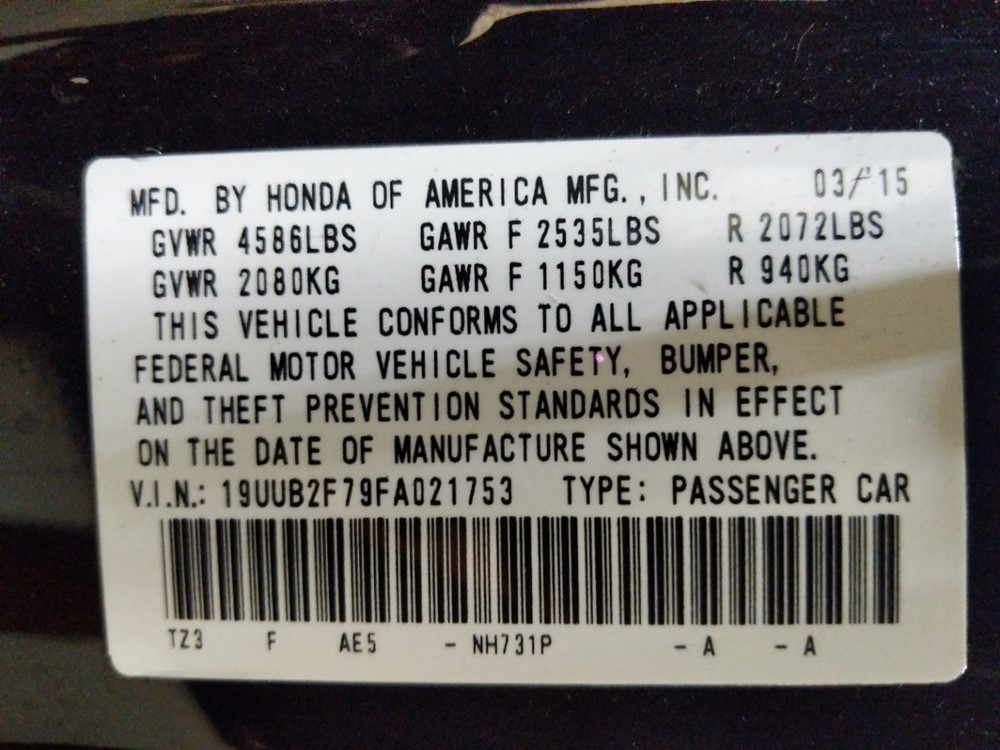 MFD. BY HONDA OF AMERICA MFG., INC. 03/15
GVWR 4586LBS GAWR F 2535LBS R 2072LBS
GVWR 2080KG GAWR F 1150KG R 940KG
THIS VEHICLE CONFORMS TO ALL APPLICABLE
FEDERAL MOTOR VEHICLE SAFETY, BUMPER,
AND THEFT PREVENTION STANDARDS IN EFFECT
ON THE DATE OF MANUFACTURE SHOWN ABOVE.
V.I.N.: 19UUB2F79FA021753 TYPE: PASSENGER CAR
TZ3 F AE5 - NH731P - A - A